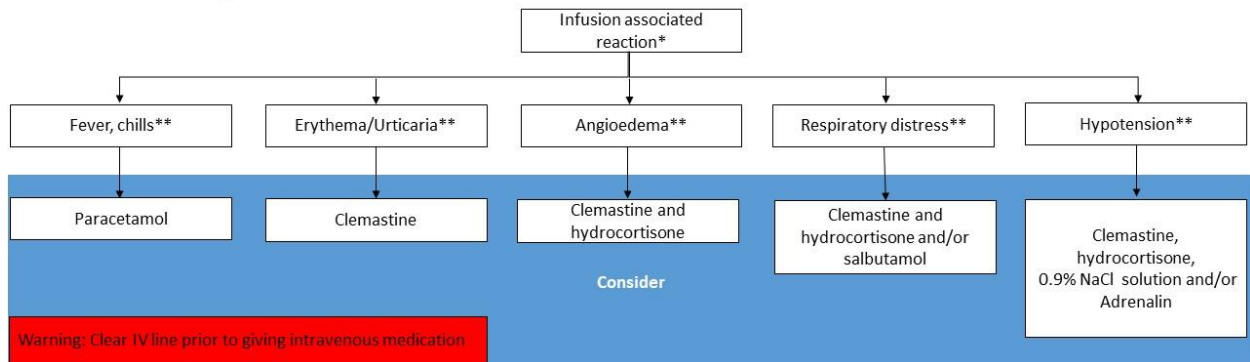 Infusion associated
reaction*
Fever, chills**
Erythema/Urticaria**
Angioedema**
Respiratory distress**
Hypotension**
Paracetamol
Clemastine
Clemastine and
hydrocortisone
Clemastine and
hydrocortisone and/or
salbutamol
Clemastine,
hydrocortisone,
0.9% NaCl solution and/or
Adrenalin
Consider
Warning: Clear IV line prior to giving intravenous medication